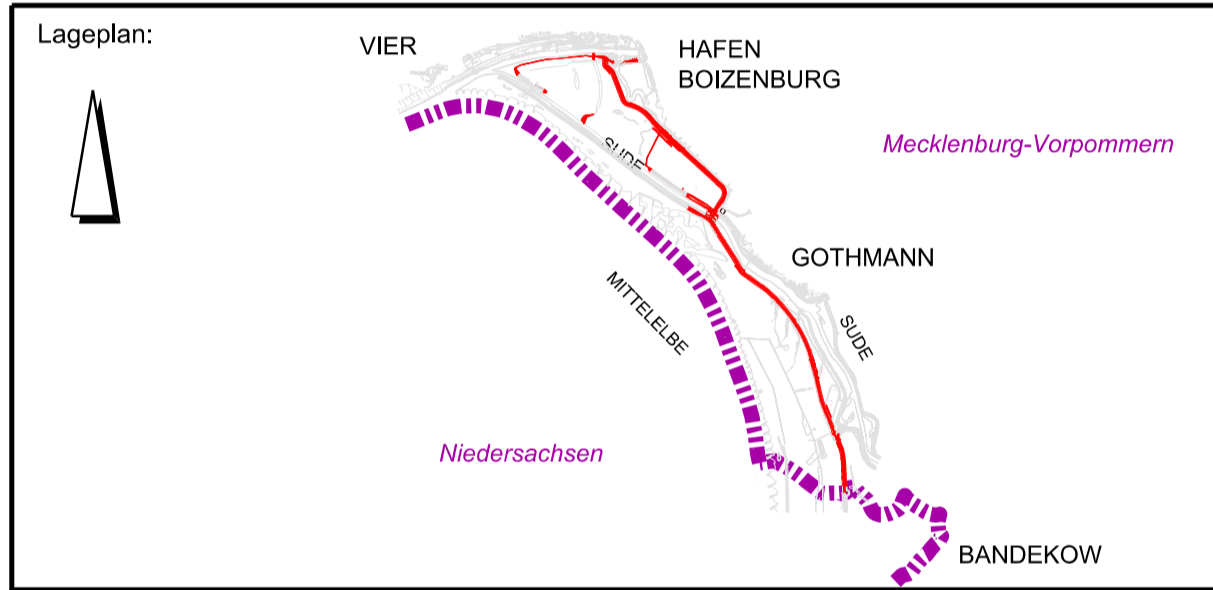 Lageplan:
VIER
HAFEN
BOIZENBURG
Mecklenburg-Vorpommern
SUDE
GOTHMANN
MITTELELBE
SUDE
Niedersachsen
BANDEKOW